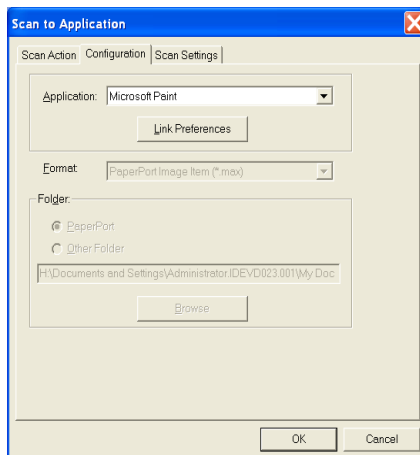 Scan to Application
Scan Action Configuration Scan Settings
Application: Microsoft Paint
Link Preferences
Format PaperPort Image Item (*.max)
Folder:
PaperPort
Other Folder
H:\Documents and Settings\Administrator.IDEVD023.001\My Doc
Browse
OK Cancel